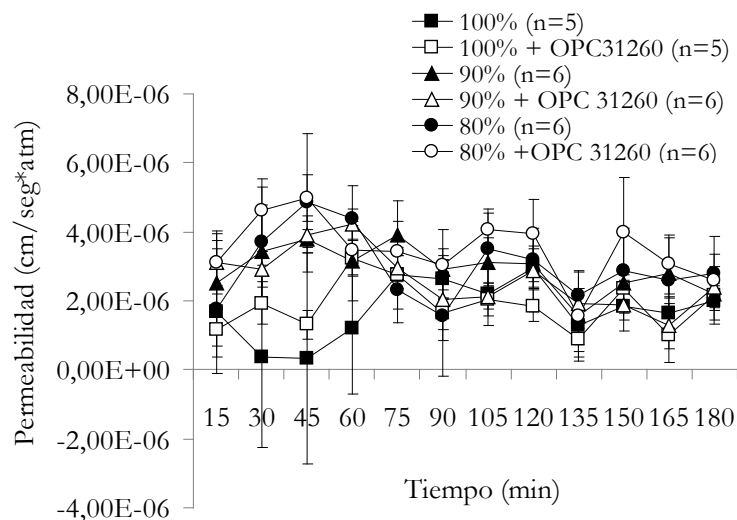 100% (n=5)
100% + OPC31260 (n=5)
90% (n=6)
90% + OPC 31260 (n=6)
80% (n=6)
80% +OPC 31260 (n=6)
Permeabilidad (cm/seg*atm)
8,00E-06
6,00E-06
4,00E-06
2,00E-06
0,00E+00
-2,00E-06
-4,00E-06
15 30 45 60 75 90 105 120 135 150 165 180
Tiempo (min)